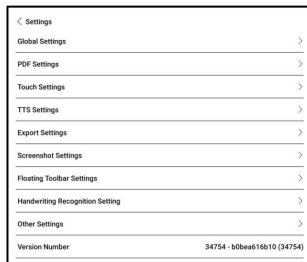 Settings
Global Settings
PDF Settings
Touch Settings
TTS Settings
Export Settings
Screenshot Settings
Floating Toolbar Settings
Handwriting Recognition Setting
Other Settings
Version Number 34754 - b0bea616b10 (34754)